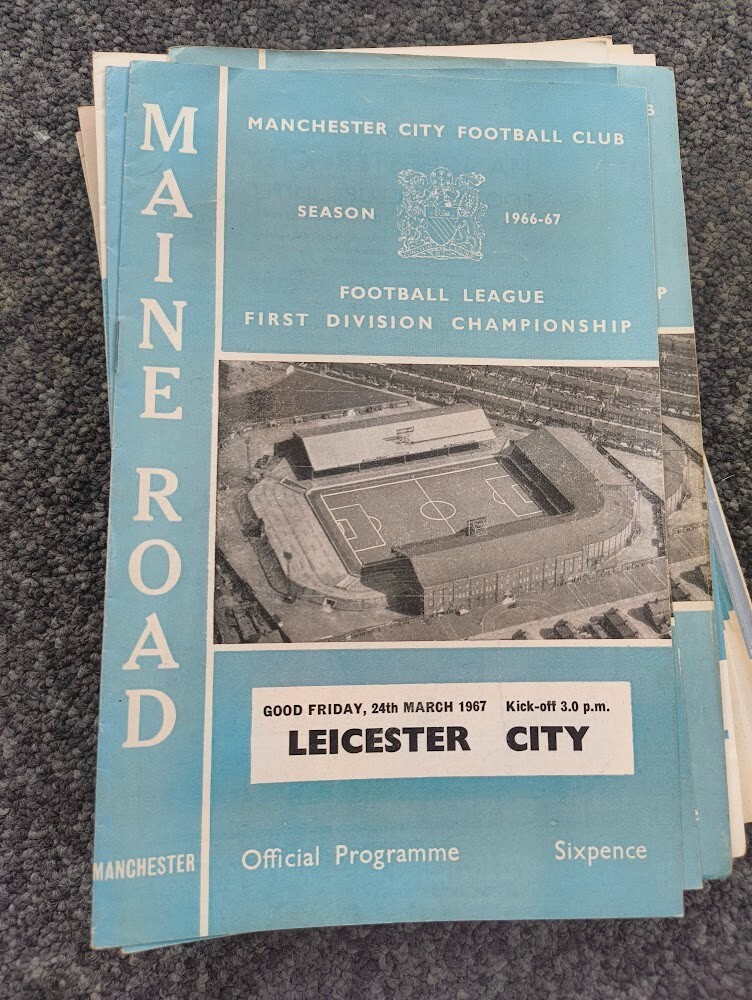 MAINE ROAD
MANCHESTER
MANCHESTER CITY FOOTBALL CLUB
SEASON 1966-67
FOOTBALL LEAGUE
FIRST DIVISION CHAMPIONSHIP
GOOD FRIDAY, 24th MARCH 1967 Kick-off 3.0 p.m.
LEICESTER CITY
Official Programme Sixpence
B
P